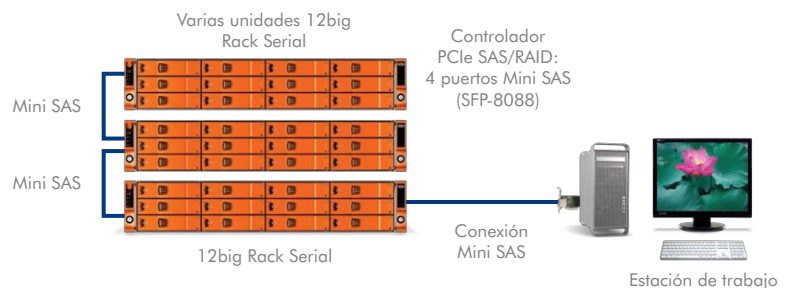 Varias unidades 12big
Rack Serial
Controlador
PCIe SAS/RAID:
4 puertos Mini SAS
(SFP-8088)
Mini SAS
Mini SAS
12big Rack Serial
Conexión
Mini SAS
Estación de trabajo